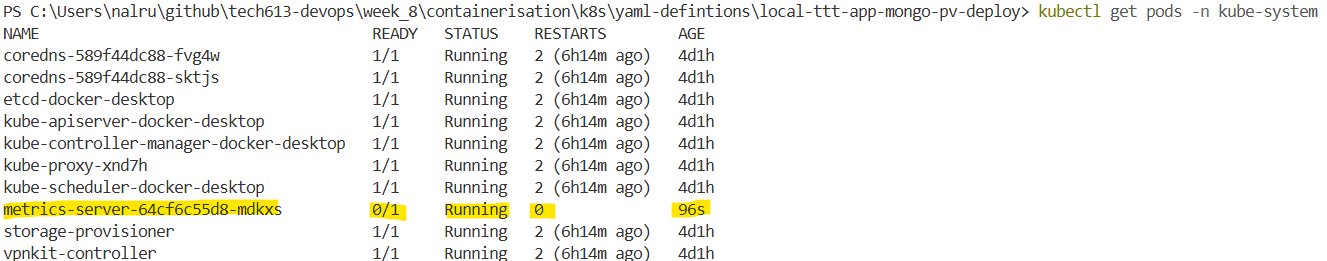 PS C:\Users\nalru\github\tech613-devops\week_8\containerisation\k8s\yaml-defintions\local-ttt-app-mongo-pv-deploy> kubectl get pods -n kube-system
NAME READY STATUS RESTARTS AGE
coredns-589f44dc88-fvg4w 1/1 Running 2 (6h14m ago) 4d1h
coredns-589f44dc88-sktjs 1/1 Running 2 (6h14m ago) 4d1h
etcd-docker-desktop 1/1 Running 2 (6h14m ago) 4d1h
kube-apiserver-docker-desktop 1/1 Running 2 (6h14m ago) 4d1h
kube-controller-manager-docker-desktop 1/1 Running 2 (6h14m ago) 4d1h
kube-proxy-xnd7h 1/1 Running 2 (6h14m ago) 4d1h
kube-scheduler-docker-desktop 1/1 Running 2 (6h14m ago) 4d1h
metrics-server-64cf6c55d8-mdkxs 0/1 Running 0 96s
storage-provisioner 1/1 Running 2 (6h14m ago) 4d1h
vpnkit-controller 1/1 Running 2 (6h14m ago) 4d1h